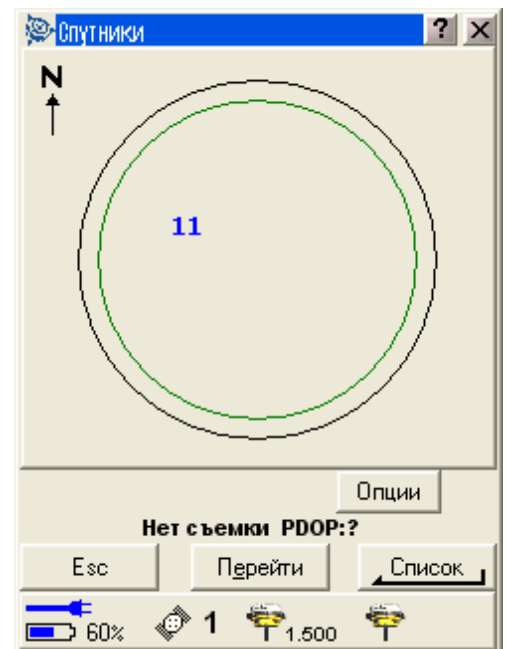 Спутники ? X
N
11
Опции
Нет съемки PDOP:?
Esc Перейти Список
60% 1 1.500